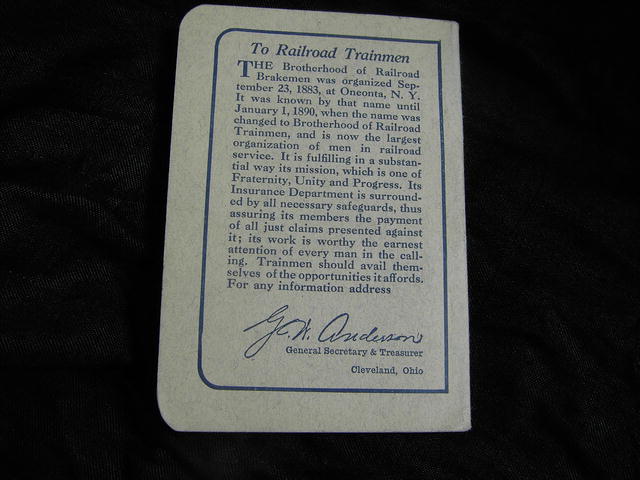 To Railroad Trainmen
THE Brotherhood of Railroad
Brakemen was organized Sep-
tember 23, 1883, at Oneonta, N. Y.
It was known by that name until
January 1, 1890, when the name was
changed to Brotherhood of Railroad
Trainmen, and is now the largest
organization of men in railroad
service. It is fulfilling in a substan-
tial way its mission, which is one of
Fraternity, Unity and Progress. Its
Insurance Department is surround-
ed by all necessary safeguards, thus
assuring its members the payment
of all just claims presented against
it; its work is worthy the earnest
attention of every man in the call-
ing. Trainmen should avail them-
selves of the opportunities it affords.
For any information address
G. W. Anderson
General Secretary & Treasurer
Cleveland, Ohio